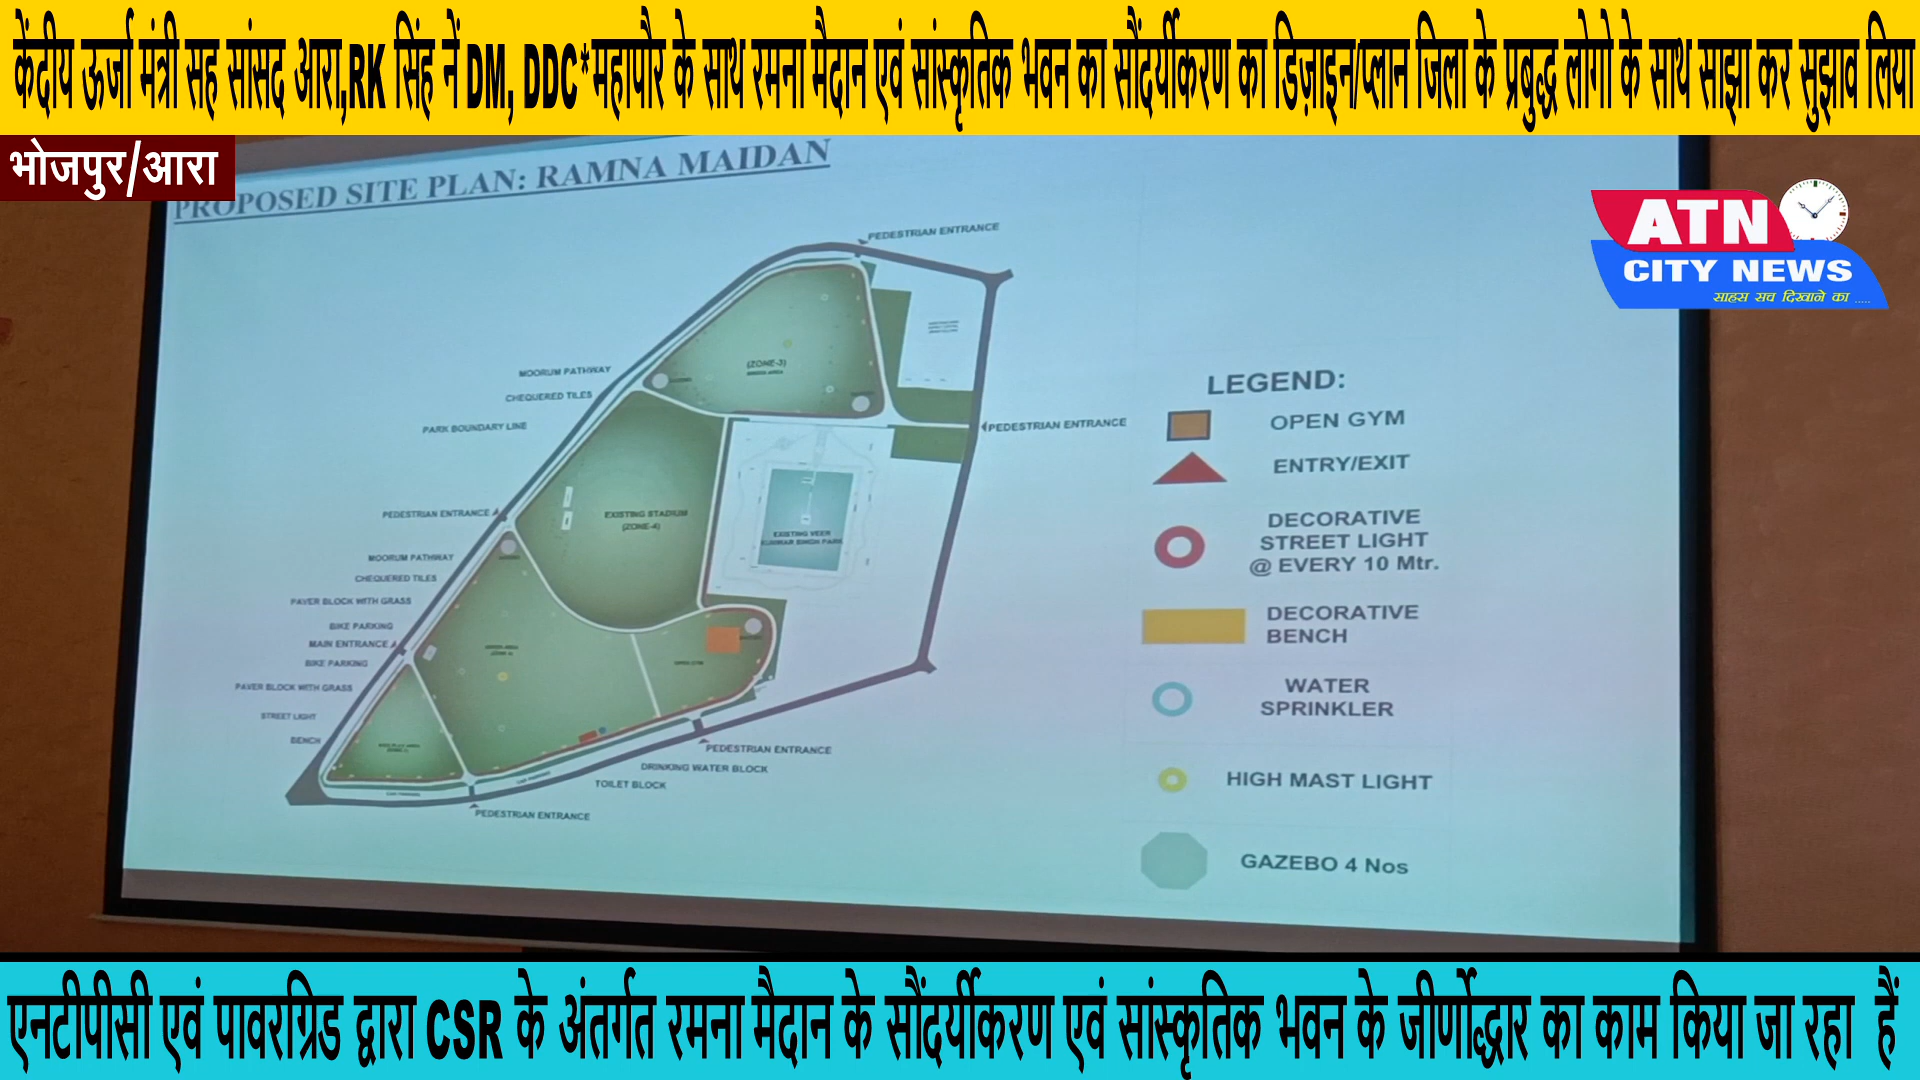 केंदीय ऊर्जा मंत्री सह सांसद आरा,RK सिंह नें DM, DDC*महापौर के साथ रमना मैदान एवं सांस्कृतिक भवन का सौंदर्यीकरण का डिज़ाइन/प्लान जिला के प्रबुद्ध लोगो के साथ साझा कर सुझाव लिया
भोजपुर/आरा
PROPOSED SITE PLAN: RAMNA MAIDAN
ATN
CITY NEWS
साहस सच दिखाने का .....
PEDESTRIAN ENTRANCE
(ZONE-3)
MOORUM PATHWAY
CHEQUERED TILES
PARK BOUNDARY LINE
PEDESTRIAN ENTRANCE
PEDESTRIAN ENTRANCE
EXISTING STADIUM
(ZONE-4)
EXISTING VEER
KUNWAR SINGH PARK
MOORUM PATHWAY
CHEQUERED TILES
PAVER BLOCK WITH GRASS
BIKE PARKING
MAIN ENTRANCE
BIKE PARKING
PAVER BLOCK WITH GRASS
STREET LIGHT
BENCH
PEDESTRIAN ENTRANCE
DRINKING WATER BLOCK
TOILET BLOCK
PEDESTRIAN ENTRANCE
LEGEND:
OPEN GYM
ENTRY/EXIT
DECORATIVE
STREET LIGHT
@ EVERY 10 Mtr.
DECORATIVE
BENCH
WATER
SPRINKLER
HIGH MAST LIGHT
GAZEBO 4 Nos
एनटीपीसी एवं पावरग्रिड द्वारा CSR के अंतर्गत रमना मैदान के सौंदर्यीकरण एवं सांस्कृतिक भवन के जीर्णोद्धार का काम किया जा रहा हैं